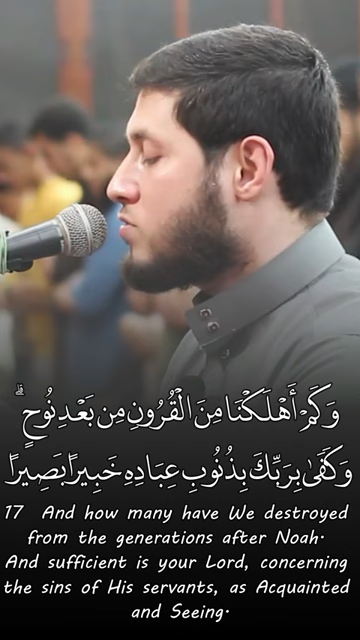 وَكَمْ أَهْلَكْنَا مِنَ الْقُرُونِ مِن بَعْدِ نُوحٍ ۗ
وَكَفَىٰ بِرَبِّكَ بِذُنُوبِ عِبَادِهِ خَبِيرًا بَصِيرًا
17 And how many have We destroyed
from the generations after Noah.
And sufficient is your Lord, concerning
the sins of His servants, as Acquainted
and Seeing.